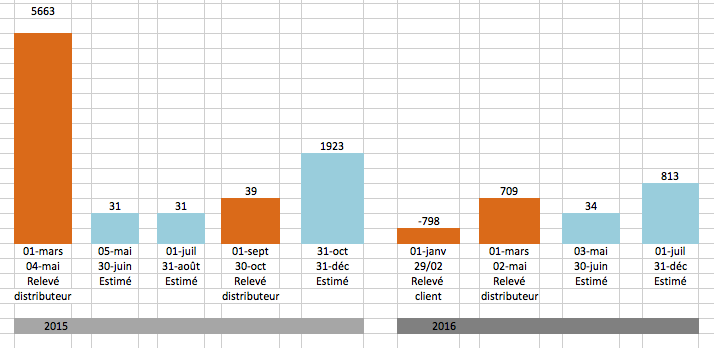 5663
31
31
39
1923
-798
709
34
813
01-mars 05-mai 01-juil 01-sept 31-oct 01-janv 01-mars 03-mai 01-juil
04-mai 30-juin 31-août 30-oct 31-déc 29/02 02-mai 30-juin 31-déc
Relevé Estimé Estimé Relevé Estimé Relevé Relevé Estimé Estimé
distributeur distributeur client distributeur
2015 2016